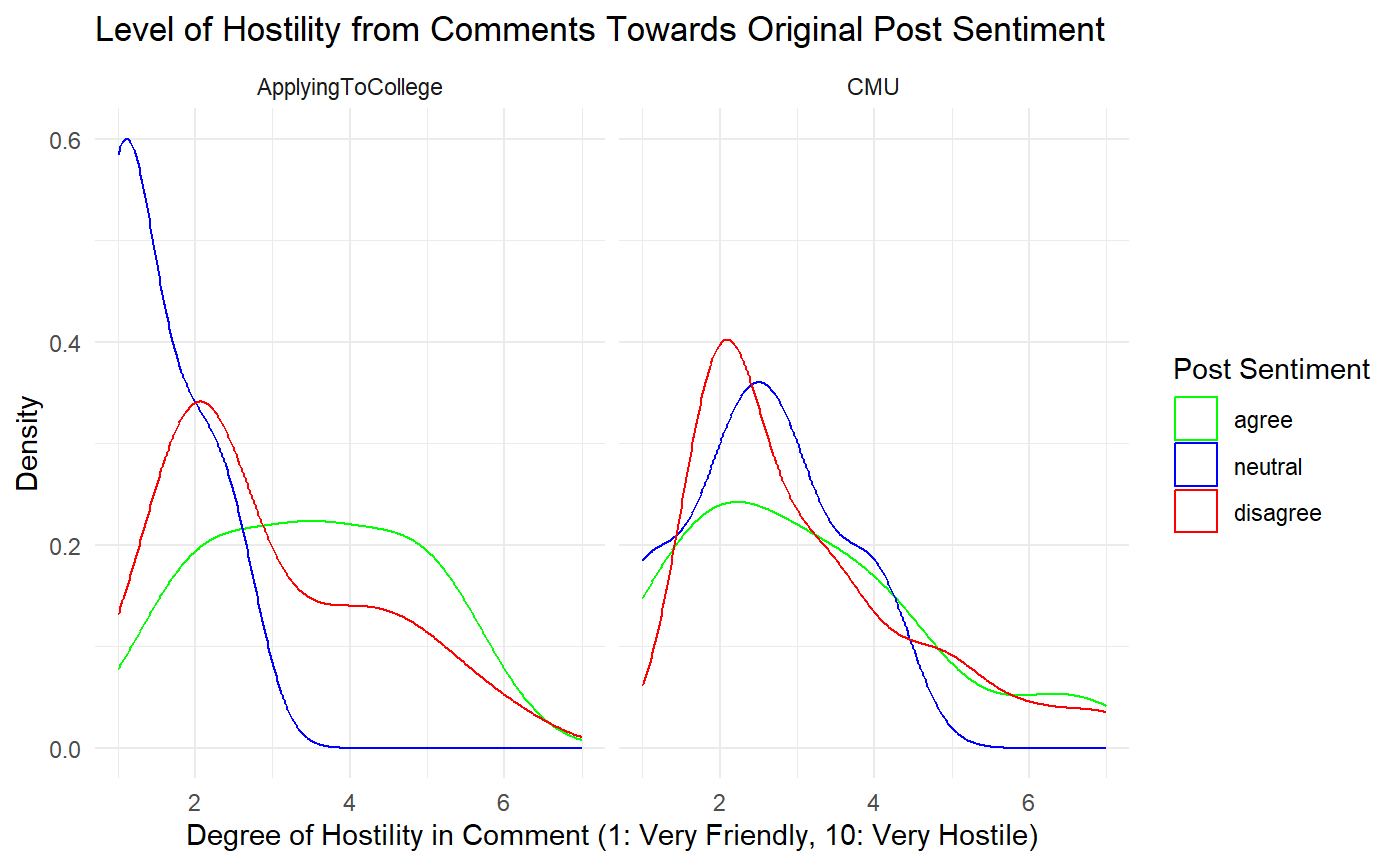 Level of Hostility from Comments Towards Original Post Sentiment
ApplyingToCollege
CMU
0.6
0.4
0.2
0.0
Density
2
4
6
2
4
6
Degree of Hostility in Comment (1: Very Friendly, 10: Very Hostile)
Post Sentiment
agree
neutral
disagree